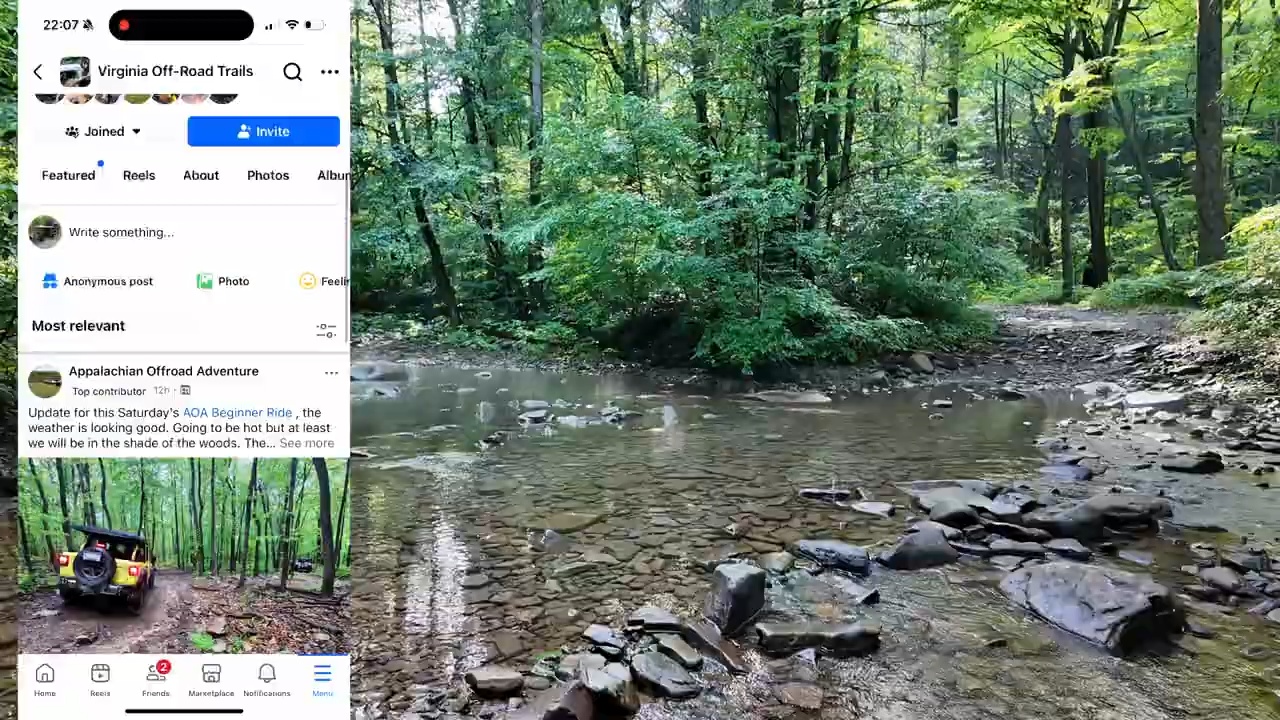 22:07
Virginia Off-Road Trails
Joined
Invite
Featured Reels About Photos Album
Write something...
Anonymous post Photo Feelin
Most relevant
Appalachian Offroad Adventure
Top contributor 12h
Update for this Saturday's AOA Beginner Ride , the
weather is looking good. Going to be hot but at least
we will be in the shade of the woods. The... See more
2
Home Reels Friends Marketplace Notifications Menu